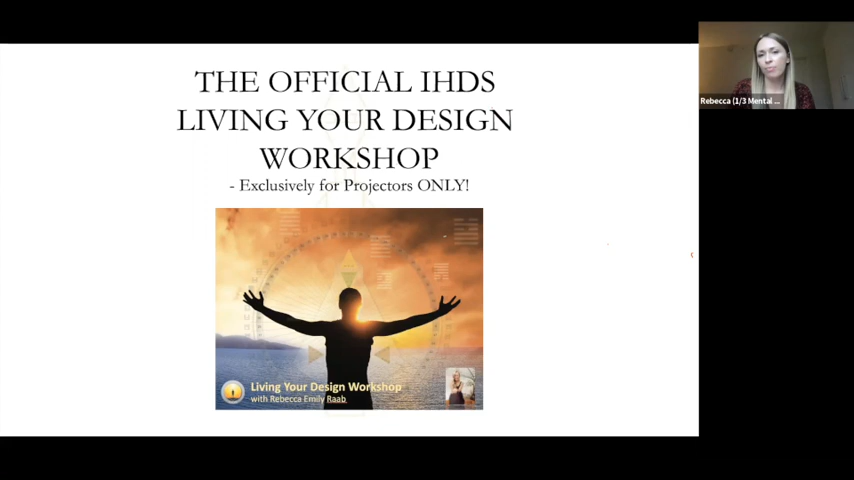 THE OFFICIAL IHDS
LIVING YOUR DESIGN
WORKSHOP
- Exclusively for Projectors ONLY!
Living Your Design Workshop
with Rebecca Emily Raab
Rebecca (1/3 Mental ...